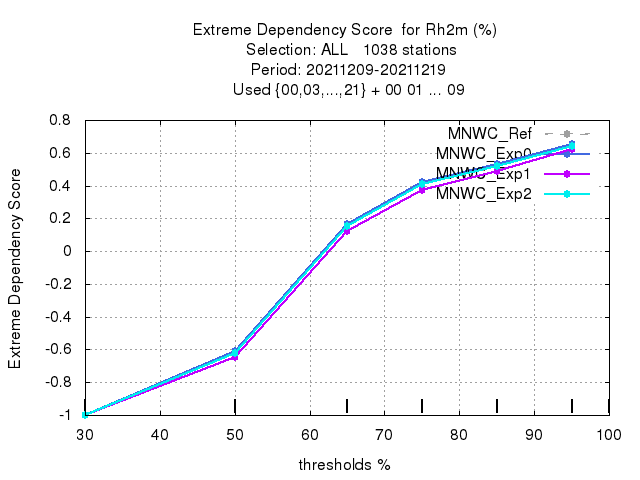 Extreme Dependency Score  for Rh2m (%)
Selection: ALL   1038 stations
Period: 20211209-20211219
Used {00,03,...,21} + 00 01 ... 09
MNWC_Ref
MNWC_Exp0
MNWC_Exp1
MNWC_Exp2
Extreme Dependency Score
0.8
0.6
0.4
0.2
0
-0.2
-0.4
-0.6
-0.8
-1
30 40 50 60 70 80 90 100
thresholds %